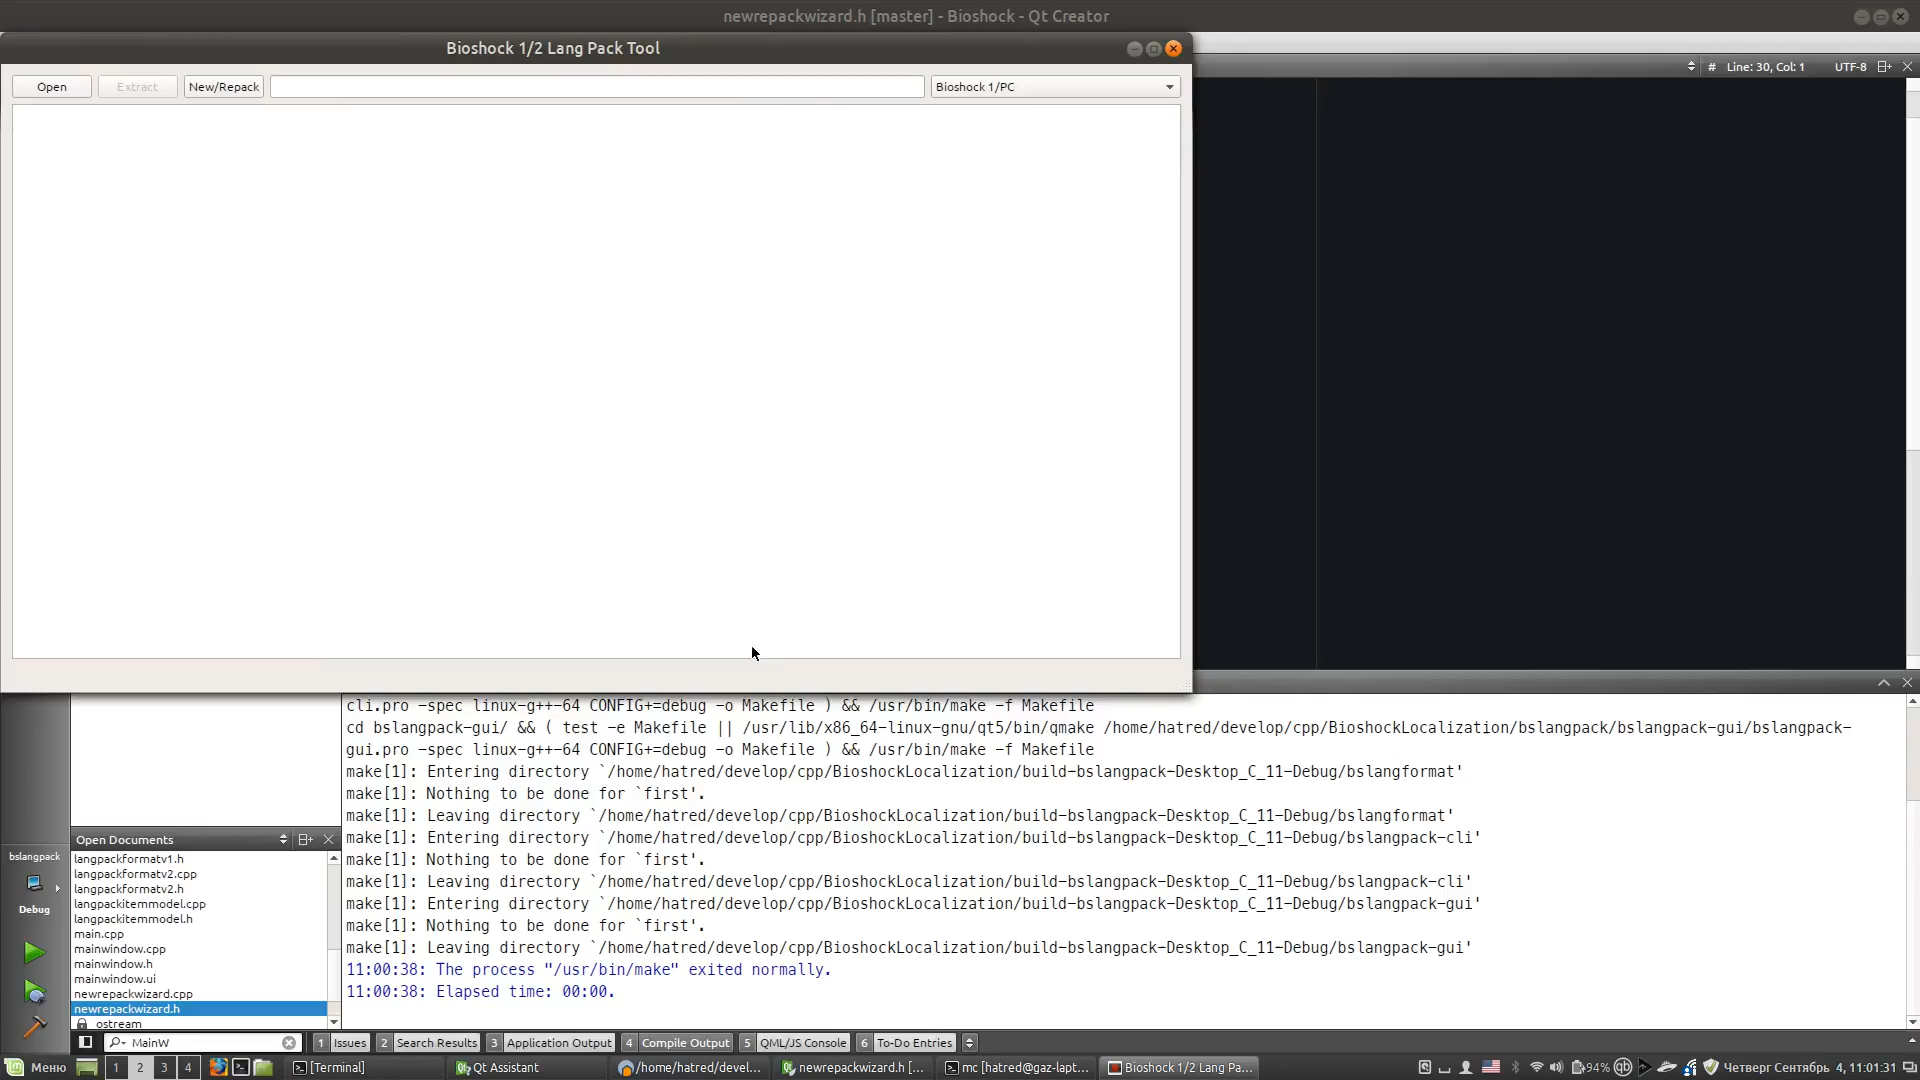 newrepackwizard.h [master] - Bioshock - Qt Creator
Bioshock 1/2 Lang Pack Tool
# Line: 30, Col: 1 UTF-8
Open Extract New/Repack Bioshock 1/PC
cli.pro -spec linux-g++-64 CONFIG+=debug -o Makefile ) && /usr/bin/make -f Makefile
cd bslangpack-gui/ && ( test -e Makefile || /usr/lib/x86_64-linux-gnu/qt5/bin/qmake /home/hatred/develop/cpp/BioshockLocalization/bslangpack/bslangpack-gui/bslangpack-
gui.pro -spec linux-g++-64 CONFIG+=debug -o Makefile ) && /usr/bin/make -f Makefile
make[1]: Entering directory `/home/hatred/develop/cpp/BioshockLocalization/build-bslangpack-Desktop_C_11-Debug/bslangformat'
make[1]: Nothing to be done for `first'.
make[1]: Leaving directory `/home/hatred/develop/cpp/BioshockLocalization/build-bslangpack-Desktop_C_11-Debug/bslangformat'
make[1]: Entering directory `/home/hatred/develop/cpp/BioshockLocalization/build-bslangpack-Desktop_C_11-Debug/bslangpack-cli'
make[1]: Nothing to be done for `first'.
make[1]: Leaving directory `/home/hatred/develop/cpp/BioshockLocalization/build-bslangpack-Desktop_C_11-Debug/bslangpack-cli'
make[1]: Entering directory `/home/hatred/develop/cpp/BioshockLocalization/build-bslangpack-Desktop_C_11-Debug/bslangpack-gui'
make[1]: Nothing to be done for `first'.
make[1]: Leaving directory `/home/hatred/develop/cpp/BioshockLocalization/build-bslangpack-Desktop_C_11-Debug/bslangpack-gui'
11:00:38: The process "/usr/bin/make" exited normally.
11:00:38: Elapsed time: 00:00.
bslangpack
Debug
Open Documents
langpackformatv1.h
langpackformatv2.cpp
langpackformatv2.h
langpackitemmodel.cpp
langpackitemmodel.h
main.cpp
mainwindow.cpp
mainwindow.h
mainwindow.ui
newrepackwizard.cpp
newrepackwizard.h
ostream
MainW 1 Issues 2 Search Results 3 Application Output 4 Compile Output 5 QML/JS Console 6 To-Do Entries
Меню 1 2 3 4 [Terminal] Qt Assistant /home/hatred/devel... newrepackwizard.h [... mc [hatred@gaz-lapt... Bioshock 1/2 Lang Pa... 94% qb Четверг Сентябрь 4, 11:01:31